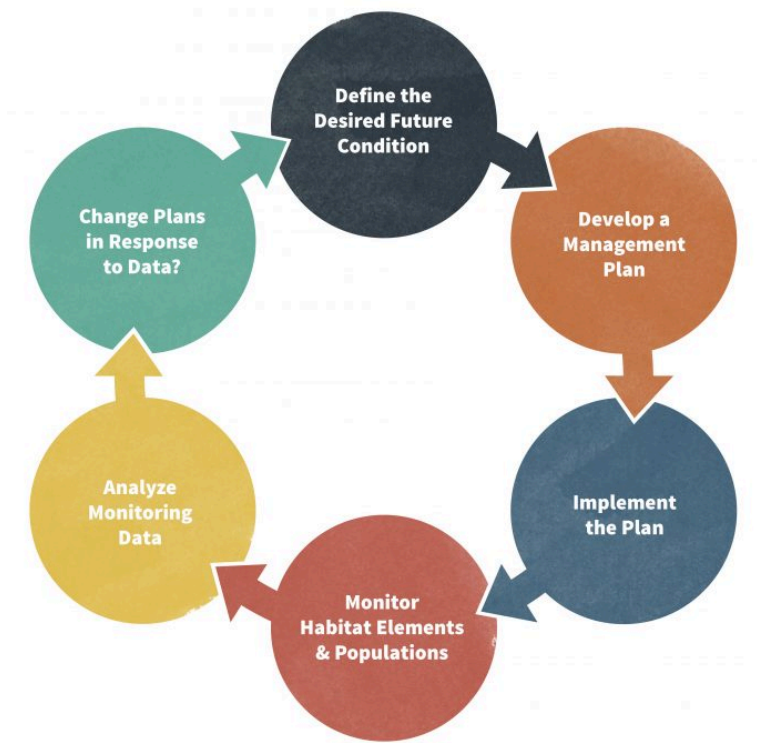 Define the
Desired Future
Condition
Develop a
Management
Plan
Implement
the Plan
Monitor
Habitat Elements
& Populations
Analyze
Monitoring
Data
Change Plans
in Response
to Data?